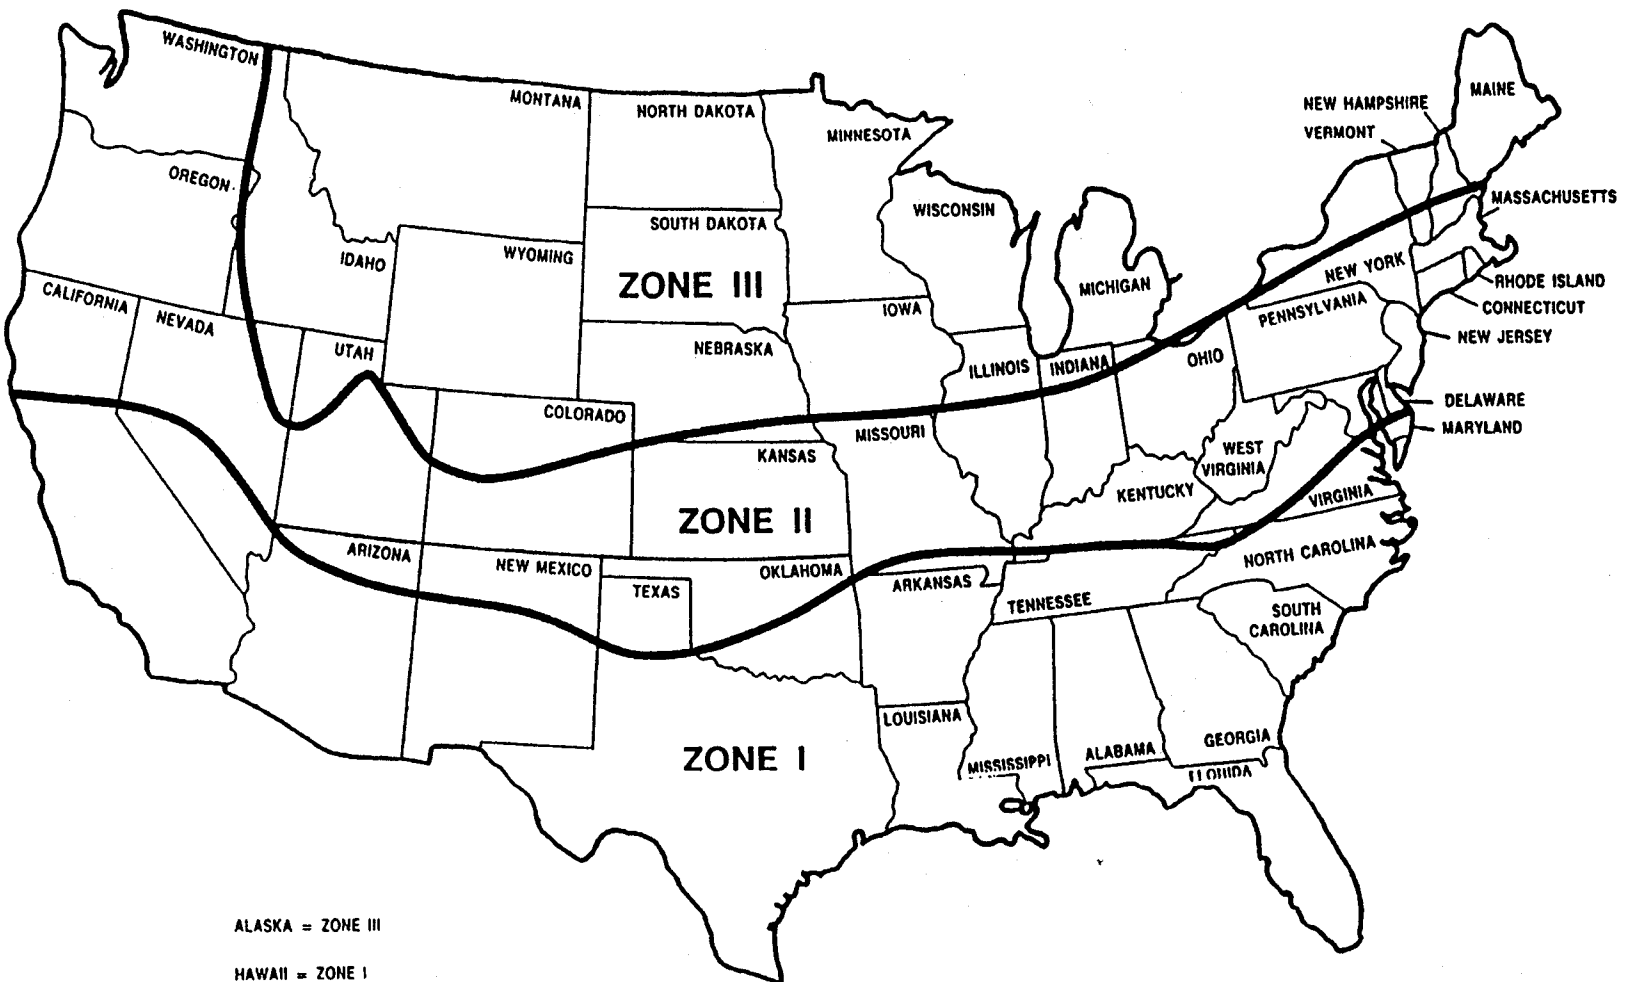 WASHINGTON
MONTANA
NORTH DAKOTA
MINNESOTA
MAINE
NEW HAMPSHIRE
VERMONT
OREGON
IDAHO
WYOMING
SOUTH DAKOTA
WISCONSIN
MICHIGAN
MASSACHUSETTS
ZONE III
NEW YORK
RHODE ISLAND
CONNECTICUT
CALIFORNIA
NEVADA
UTAH
NEBRASKA
IOWA
ILLINOIS
INDIANA
OHIO
PENNSYLVANIA
NEW JERSEY
COLORADO
KANSAS
MISSOURI
WEST
VIRGINIA
KENTUCKY
DELAWARE
MARYLAND
VIRGINIA
ZONE II
ARIZONA
NEW MEXICO
TEXAS
OKLAHOMA
ARKANSAS
TENNESSEE
NORTH CAROLINA
SOUTH
CAROLINA
LOUISIANA
MISSISSIPPI
ALABAMA
GEORGIA
FLORIDA
ZONE I
ALASKA = ZONE III
HAWAII = ZONE I